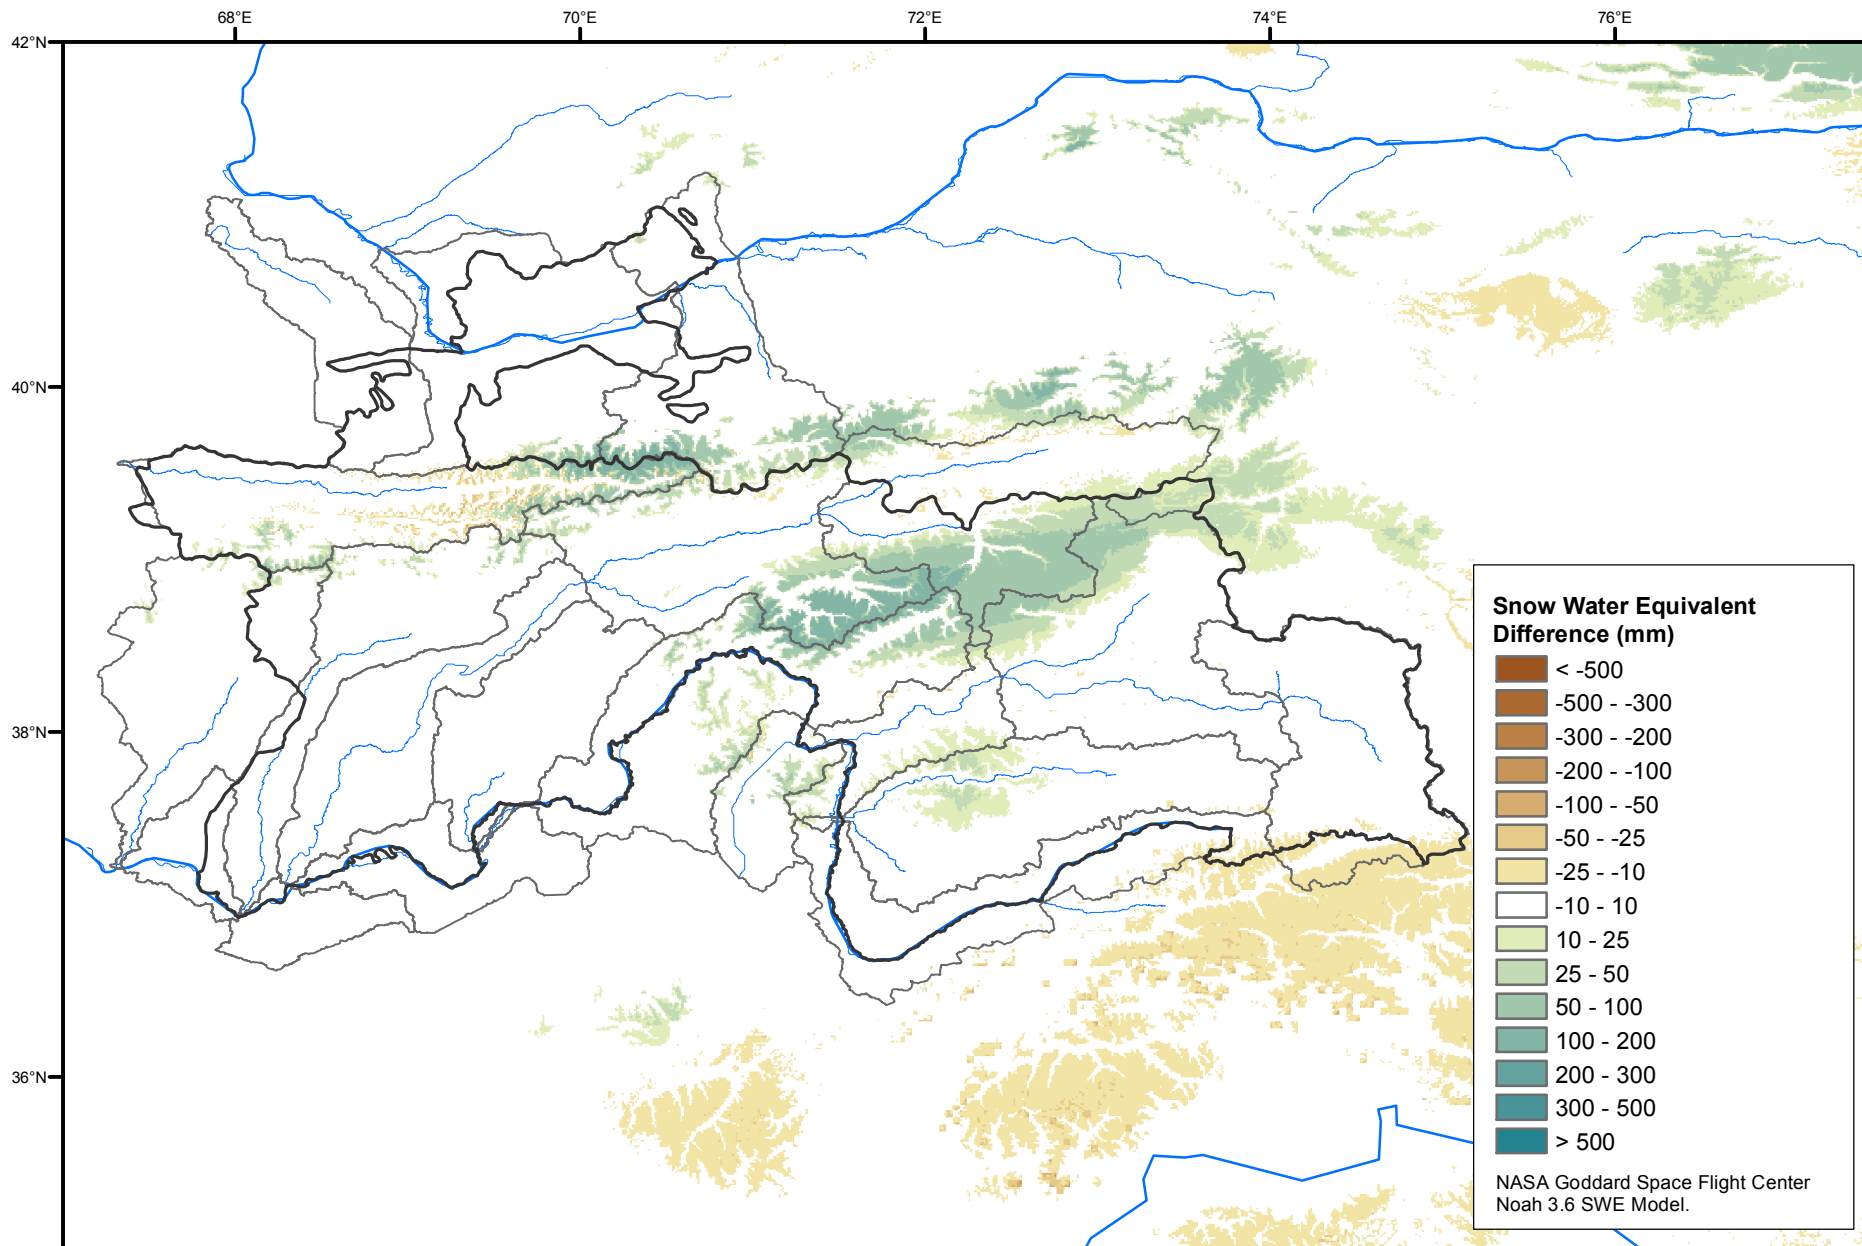 68°E
70°E
72°E
74°E
76°E
42°N
40°N
38°N
36°N
Snow Water Equivalent
Difference (mm)
< -500
-500 - -300
-300 - -200
-200 - -100
-100 - -50
-50 - -25
-25 - -10
-10 - 10
10 - 25
25 - 50
50 - 100
100 - 200
200 - 300
300 - 500
> 500
NASA Goddard Space Flight Center
Noah 3.6 SWE Model.